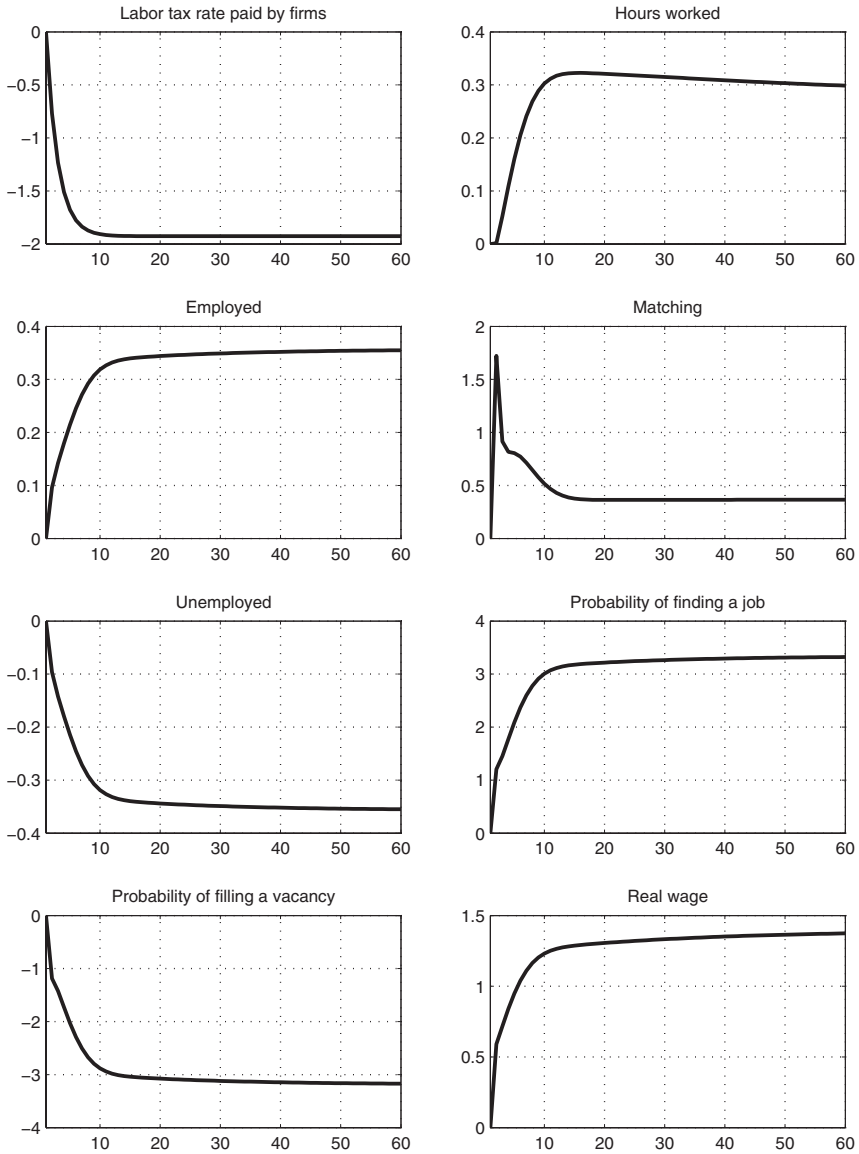 Labor tax rate paid by firms
0
−0.5
−1
−1.5
−2
10 20 30 40 50 60
Hours worked
0.4
0.3
0.2
0.1
0
10 20 30 40 50 60
Employed
0.4
0.3
0.2
0.1
0
10 20 30 40 50 60
Matching
2
1.5
1
0.5
0
10 20 30 40 50 60
Unemployed
0
−0.1
−0.2
−0.3
−0.4
10 20 30 40 50 60
Probability of finding a job
4
3
2
1
0
10 20 30 40 50 60
Probability of filling a vacancy
0
−1
−2
−3
−4
10 20 30 40 50 60
Real wage
1.5
1
0.5
0
10 20 30 40 50 60